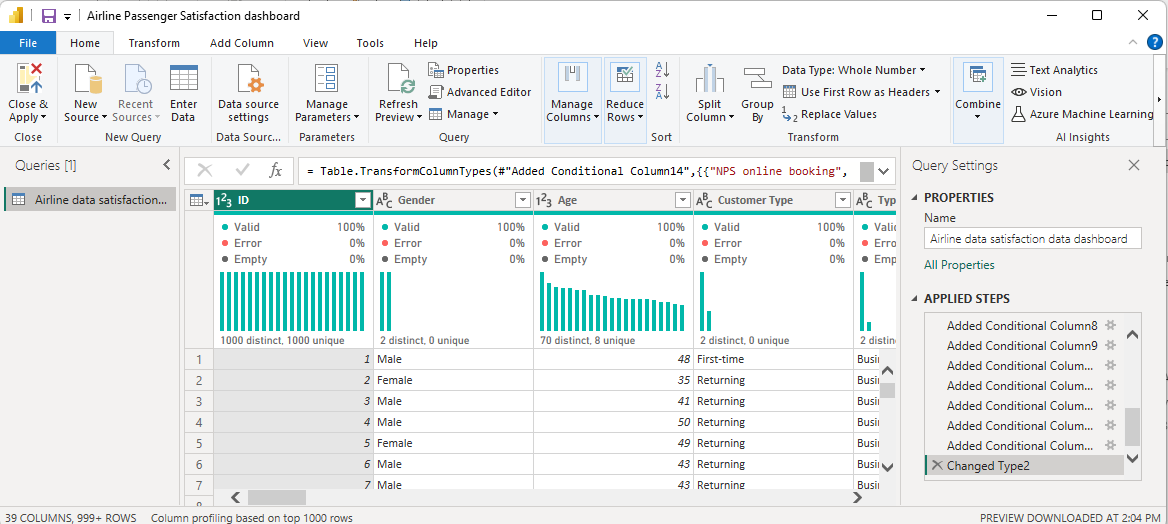 Airline Passenger Satisfaction dashboard
File Home Transform Add Column View Tools Help
Close & Apply
New Source
Recent Sources
Enter Data
Data source settings
Manage Parameters
Refresh Preview
Properties
Advanced Editor
Manage
Manage Columns
Reduce Rows
Split Column
Group By
Data Type: Whole Number
Use First Row as Headers
Replace Values
Combine
Text Analytics
Vision
Azure Machine Learning
Close New Query Data Sourc... Parameters Query Sort Transform AI Insights
Queries [1]
Airline data satisfaction...
fx = Table.TransformColumnTypes(#"Added Conditional Column14",{{"NPS online booking",
123 ID ABC Gender 123 Age ABC Customer Type ABC Typ
Valid 100% Valid 100% Valid 100% Valid 100% Valid
Error 0% Error 0% Error 0% Error 0% Error
Empty 0% Empty 0% Empty 0% Empty 0% Emp
1000 distinct, 1000 unique 2 distinct, 0 unique 70 distinct, 8 unique 2 distinct, 0 unique 2 distin
1 1 Male 48 First-time Busi
2 2 Female 35 Returning Busi
3 3 Male 41 Returning Busi
4 4 Male 50 Returning Busi
5 5 Female 49 Returning Busi
6 6 Male 43 Returning Busi
7 7 Male 43 Returning Busi
Query Settings
PROPERTIES
Name
Airline data satisfaction data dashboard
All Properties
APPLIED STEPS
Added Conditional Column8
Added Conditional Column9
Added Conditional Colum...
Added Conditional Colum...
Added Conditional Colum...
Added Conditional Colum...
Added Conditional Colum...
Changed Type2
39 COLUMNS, 999+ ROWS Column profiling based on top 1000 rows PREVIEW DOWNLOADED AT 2:04 PM